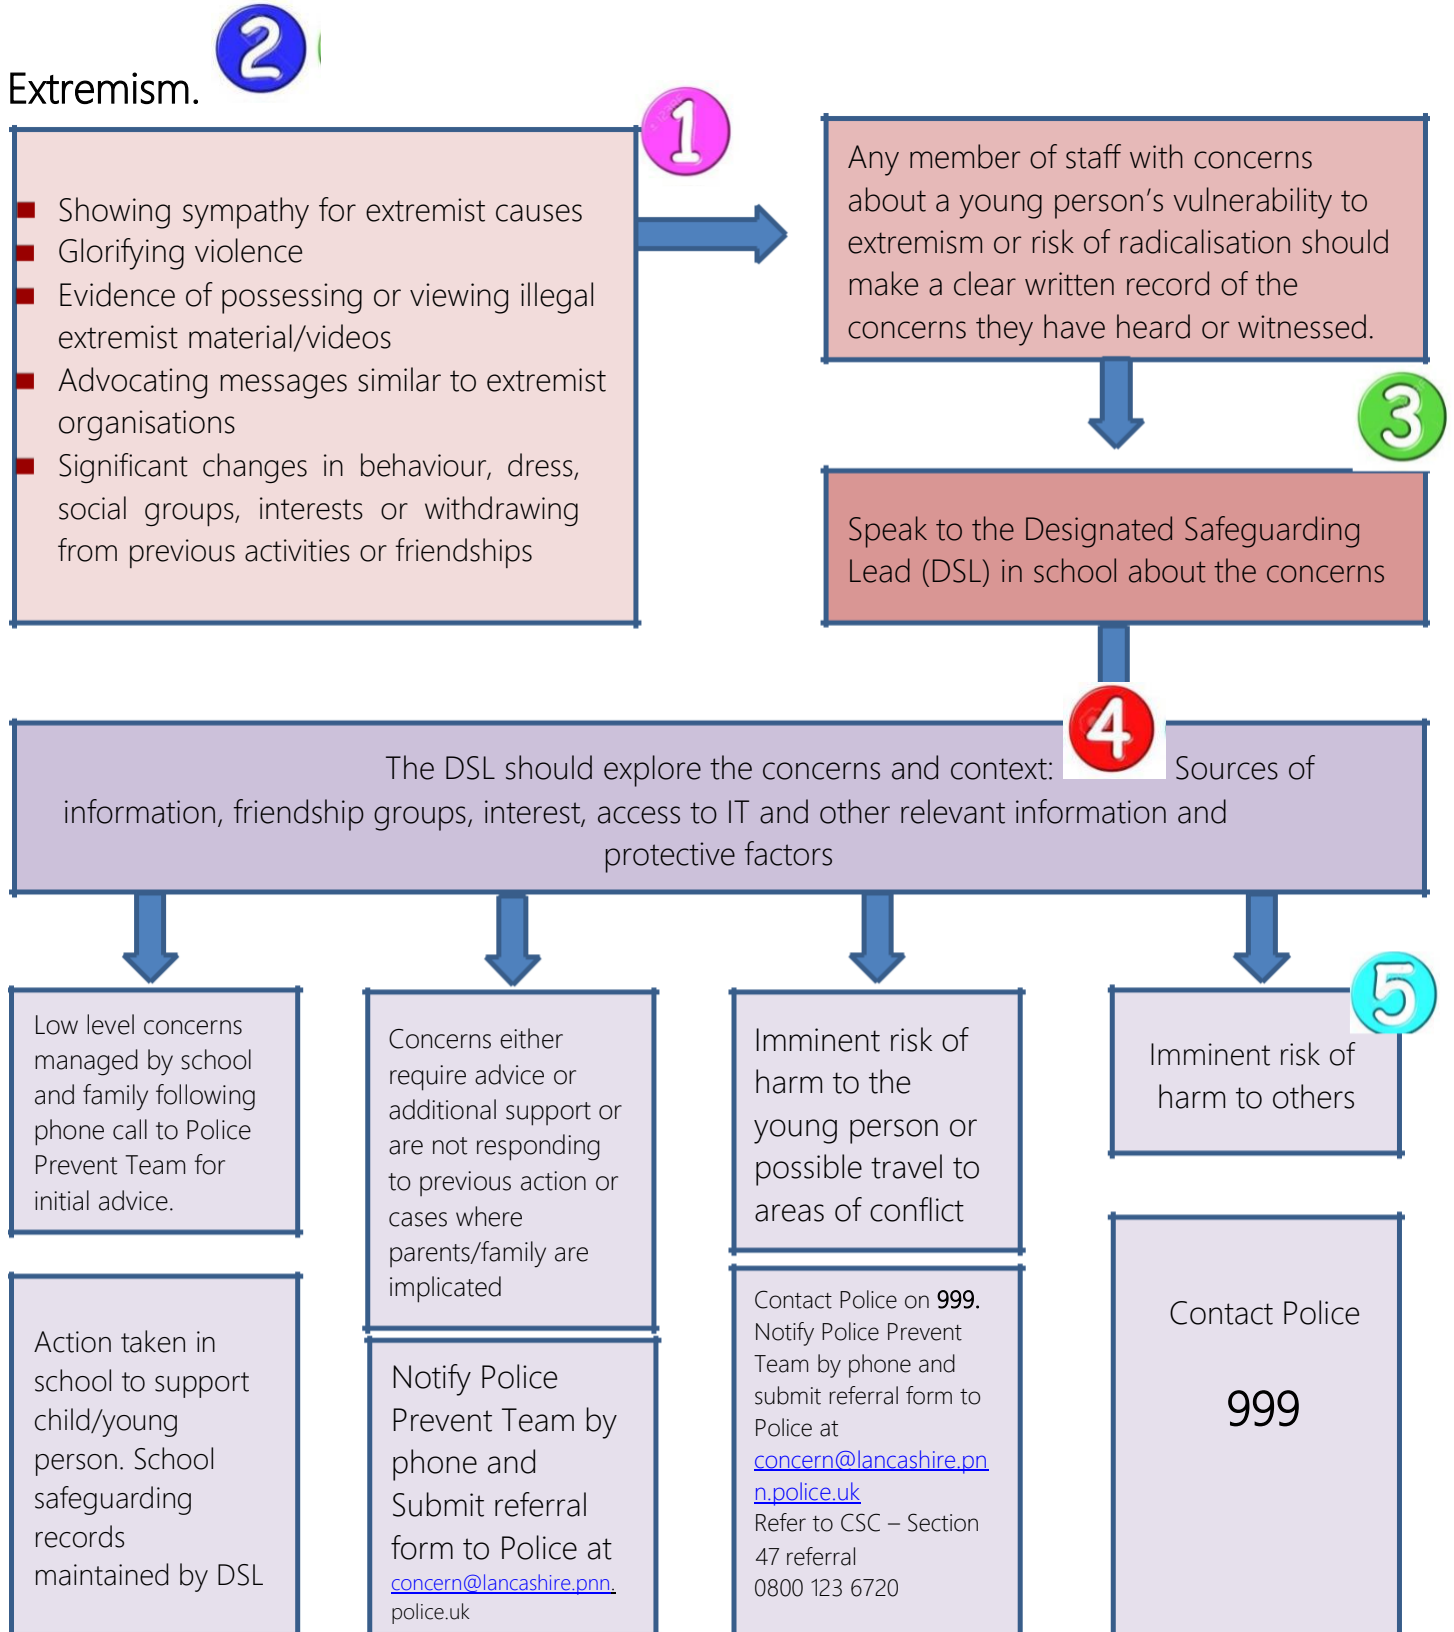 2
Extremism.
1
Showing sympathy for extremist causes
Glorifying violence
Evidence of possessing or viewing illegal
extremist material/videos
Advocating messages similar to extremist
organisations
Significant changes in behaviour, dress,
social groups, interests or withdrawing
from previous activities or friendships
Any member of staff with concerns
about a young person’s vulnerability to
extremism or risk of radicalisation should
make a clear written record of the
concerns they have heard or witnessed.
3
Speak to the Designated Safeguarding
Lead (DSL) in school about the concerns
4
The DSL should explore the concerns and context: Sources of
information, friendship groups, interest, access to IT and other relevant information and
protective factors
Low level concerns
managed by school
and family following
phone call to Police
Prevent Team for
initial advice.
Action taken in
school to support
child/young
person. School
safeguarding
records
maintained by DSL
Concerns either
require advice or
additional support or
are not responding
to previous action or
cases where
parents/family are
implicated
Notify Police
Prevent Team by
phone and
Submit referral
form to Police at
concern@lancashire.pnn.
police.uk
Imminent risk of
harm to the
young person or
possible travel to
areas of conflict
Contact Police on 999.
Notify Police Prevent
Team by phone and
submit referral form to
Police at
concern@lancashire.pn
n.police.uk
Refer to CSC – Section
47 referral
0800 123 6720
5
Imminent risk of
harm to others
Contact Police
999